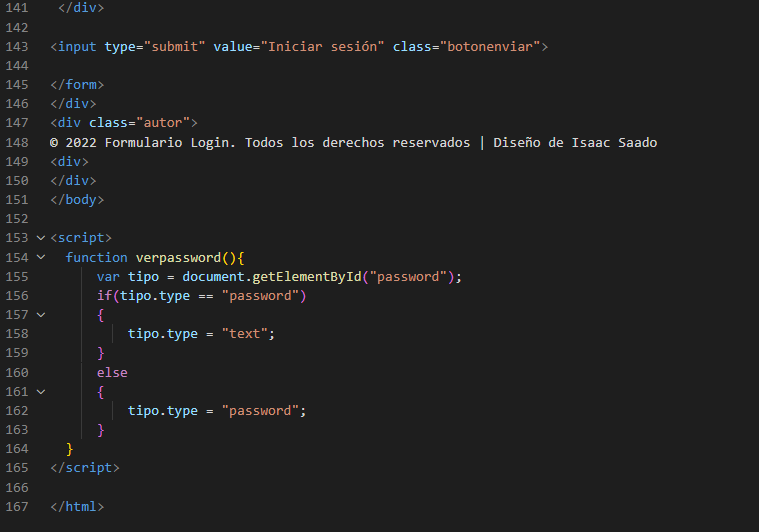 141 </div>
142
143 <input type="submit" value="Iniciar sesión" class="botonenviar">
144
145 </form>
146 </div>
147 <div class="autor">
148 © 2022 Formulario Login. Todos los derechos reservados | Diseño de Isaac Saado
149 <div>
150 </div>
151 </body>
152
153 <script>
154 function verpassword(){
155 var tipo = document.getElementById("password");
156 if(tipo.type == "password")
157 {
158 tipo.type = "text";
159 }
160 else
161 {
162 tipo.type = "password";
163 }
164 }
165 </script>
166
167 </html>